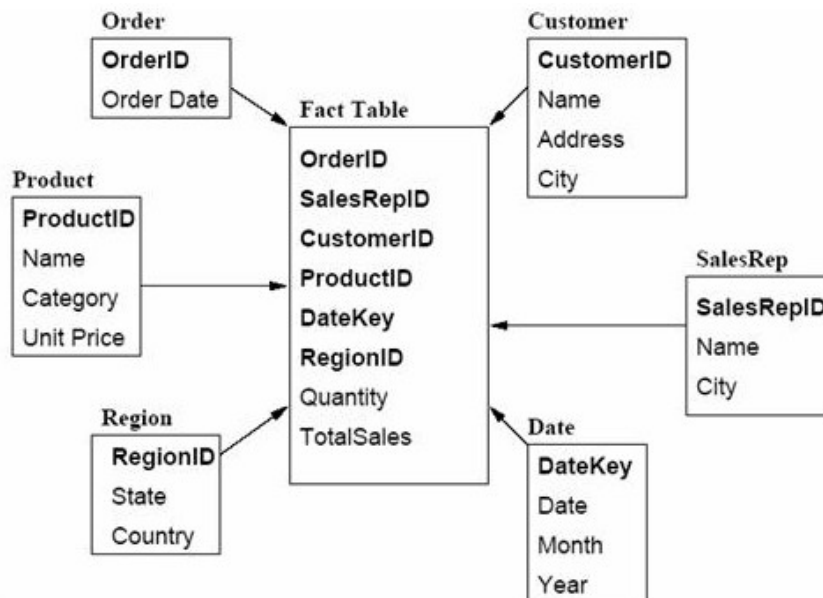 Order
OrderID
Order Date
Customer
CustomerID
Name
Address
City
Fact Table
OrderID
SalesRepID
CustomerID
ProductID
DateKey
RegionID
Quantity
TotalSales
Product
ProductID
Name
Category
Unit Price
SalesRep
SalesRepID
Name
City
Region
RegionID
State
Country
Date
DateKey
Date
Month
Year